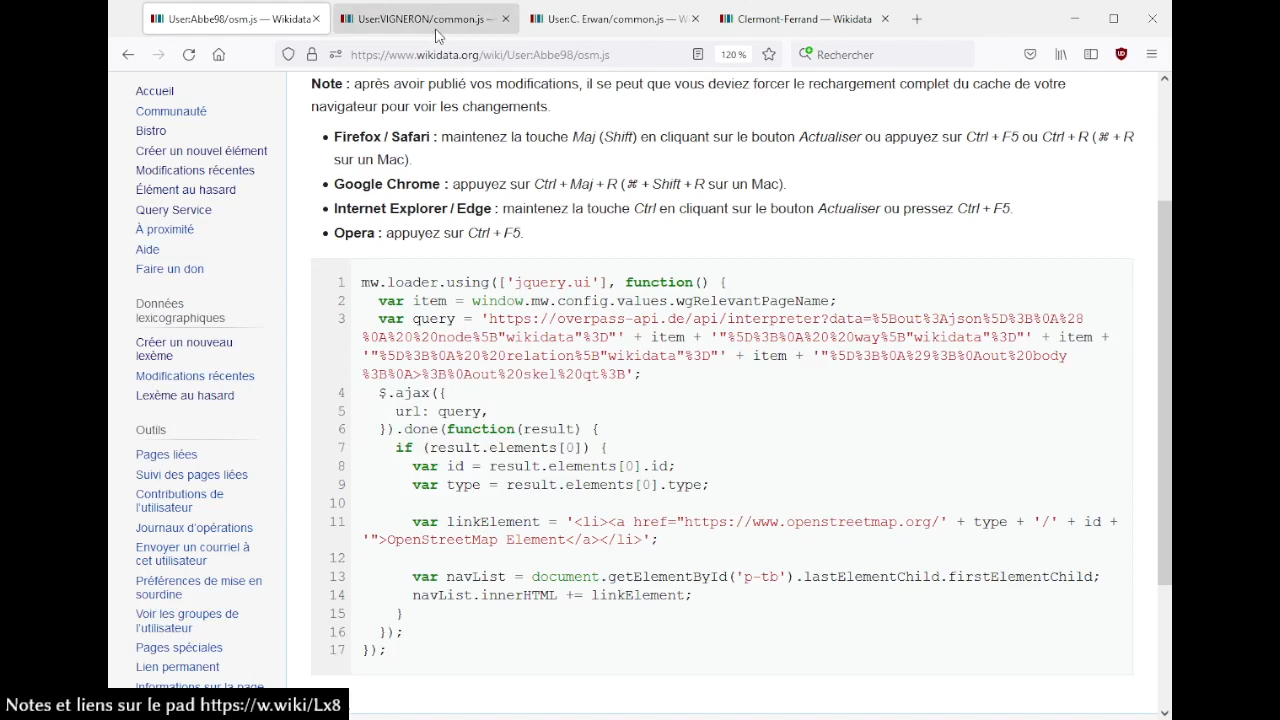 User:Abbe98/osm.js — Wikidata
User:VIGNERON/common.js —
User:C. Erwan/common.js — W
Clermont-Ferrand — Wikidata
https://www.wikidata.org/wiki/User:Abbe98/osm.js
120 %
Rechercher
Accueil
Communauté
Bistro
Créer un nouvel élément
Modifications récentes
Élément au hasard
Query Service
À proximité
Aide
Faire un don
Données
lexicographiques
Créer un nouveau
lexème
Modifications récentes
Lexème au hasard
Outils
Pages liées
Suivi des pages liées
Contributions de
l'utilisateur
Journaux d'opérations
Envoyer un courriel à
cet utilisateur
Préférences de mise en
sourdine
Voir les groupes de
l'utilisateur
Pages spéciales
Lien permanent
Informations sur la page
Note : après avoir publié vos modifications, il se peut que vous deviez forcer le rechargement complet du cache de votre
navigateur pour voir les changements.
• Firefox / Safari : maintenez la touche Maj (Shift) en cliquant sur le bouton Actualiser ou appuyez sur Ctrl + F5 ou Ctrl + R (⌘ + R
sur un Mac).
• Google Chrome : appuyez sur Ctrl + Maj + R (⌘ + Shift + R sur un Mac).
• Internet Explorer / Edge : maintenez la touche Ctrl en cliquant sur le bouton Actualiser ou pressez Ctrl + F5.
• Opera : appuyez sur Ctrl + F5.
1 mw.loader.using(['jquery.ui'], function() {
2 var item = window.mw.config.values.wgRelevantPageName;
3 var query = 'https://overpass-api.de/api/interpreter?data=%5Bout%3Ajson%5D%3B%0A%28
%0A%20%20node%5B"wikidata"%3D"' + item + '"%5D%3B%0A%20%20way%5B"wikidata"%3D"' + item +
'"%5D%3B%0A%20%20relation%5B"wikidata"%3D"' + item + '"%5D%3B%0A%29%3B%0Aout%20body
%3B%0A>%3B%0Aout%20skel%20qt%3B';
4 $.ajax({
5 url: query,
6 }).done(function(result) {
7 if (result.elements[0]) {
8 var id = result.elements[0].id;
9 var type = result.elements[0].type;
10
11 var linkElement = '<li><a href="https://www.openstreetmap.org/' + type + '/' + id +
'">OpenStreetMap Element</a></li>';
12
13 var navList = document.getElementById('p-tb').lastElementChild.firstElementChild;
14 navList.innerHTML += linkElement;
15 }
16 });
17 });
Notes et liens sur le pad https://w.wiki/Lx8